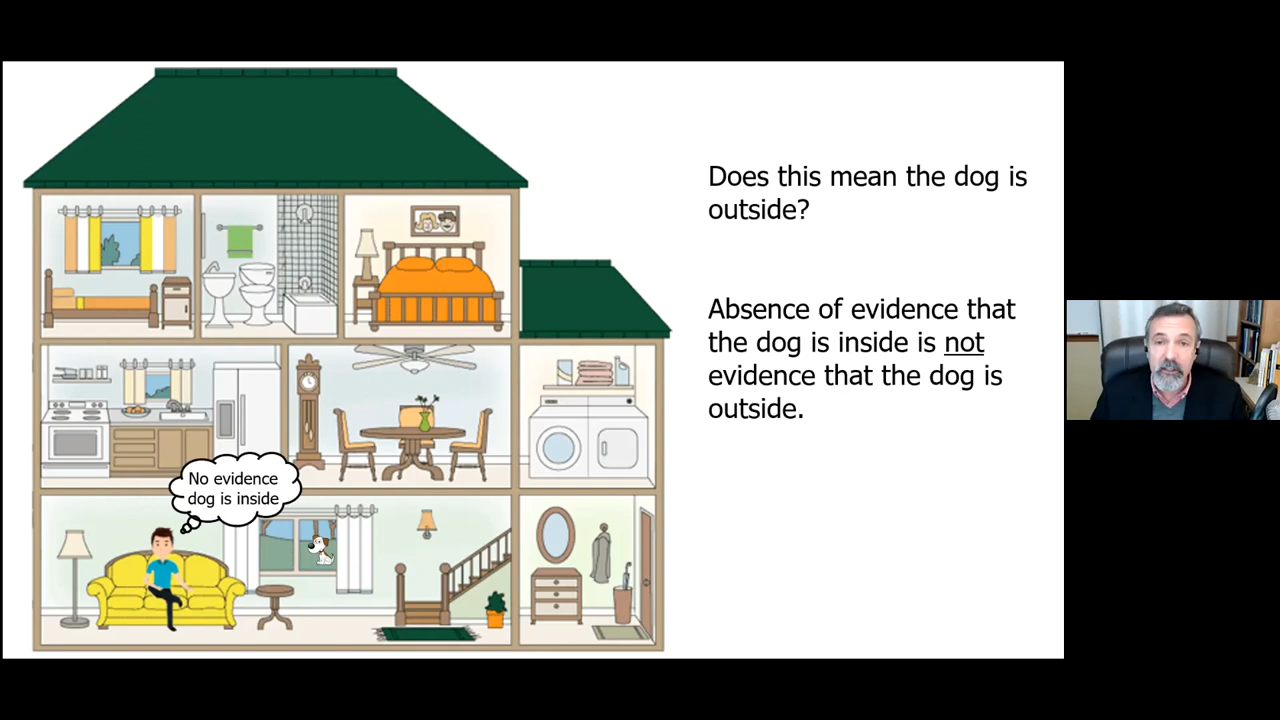 Does this mean the dog is
outside?
Absence of evidence that
the dog is inside is not
evidence that the dog is
outside.
No evidence
dog is inside